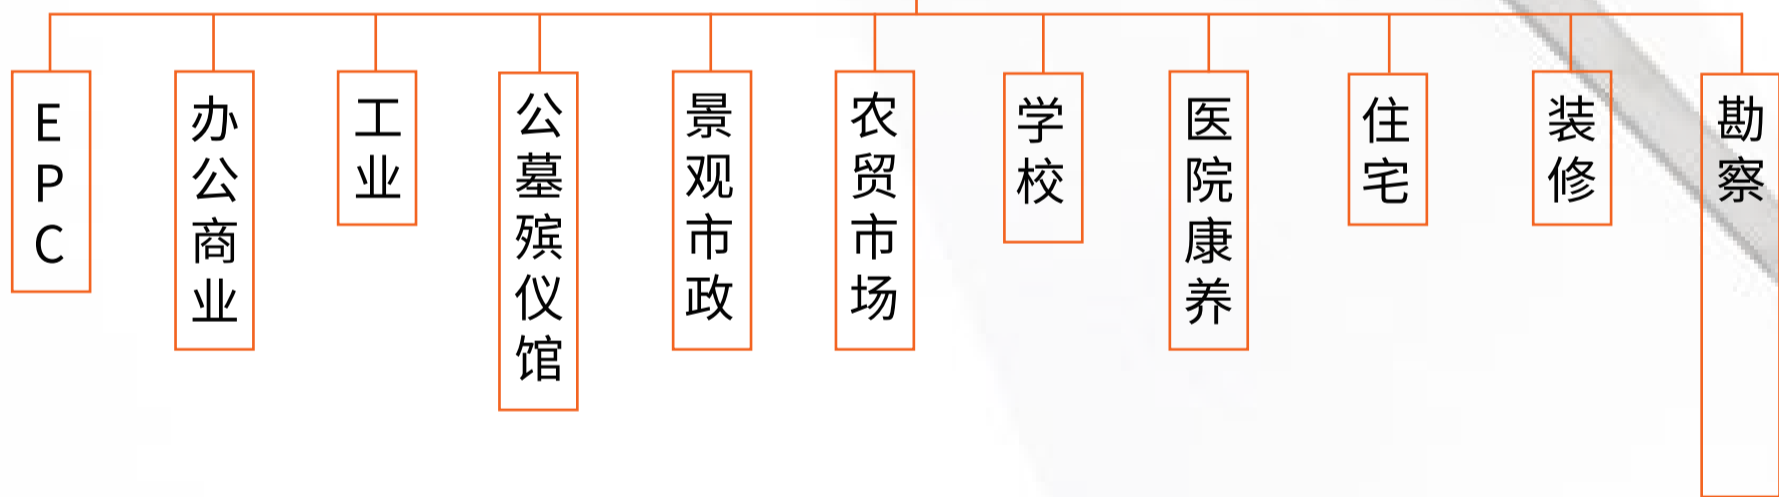 EPC
办公商业
工业
公墓殡仪馆
景观市政
农贸市场
学校
医院康养
住宅
装修
勘察